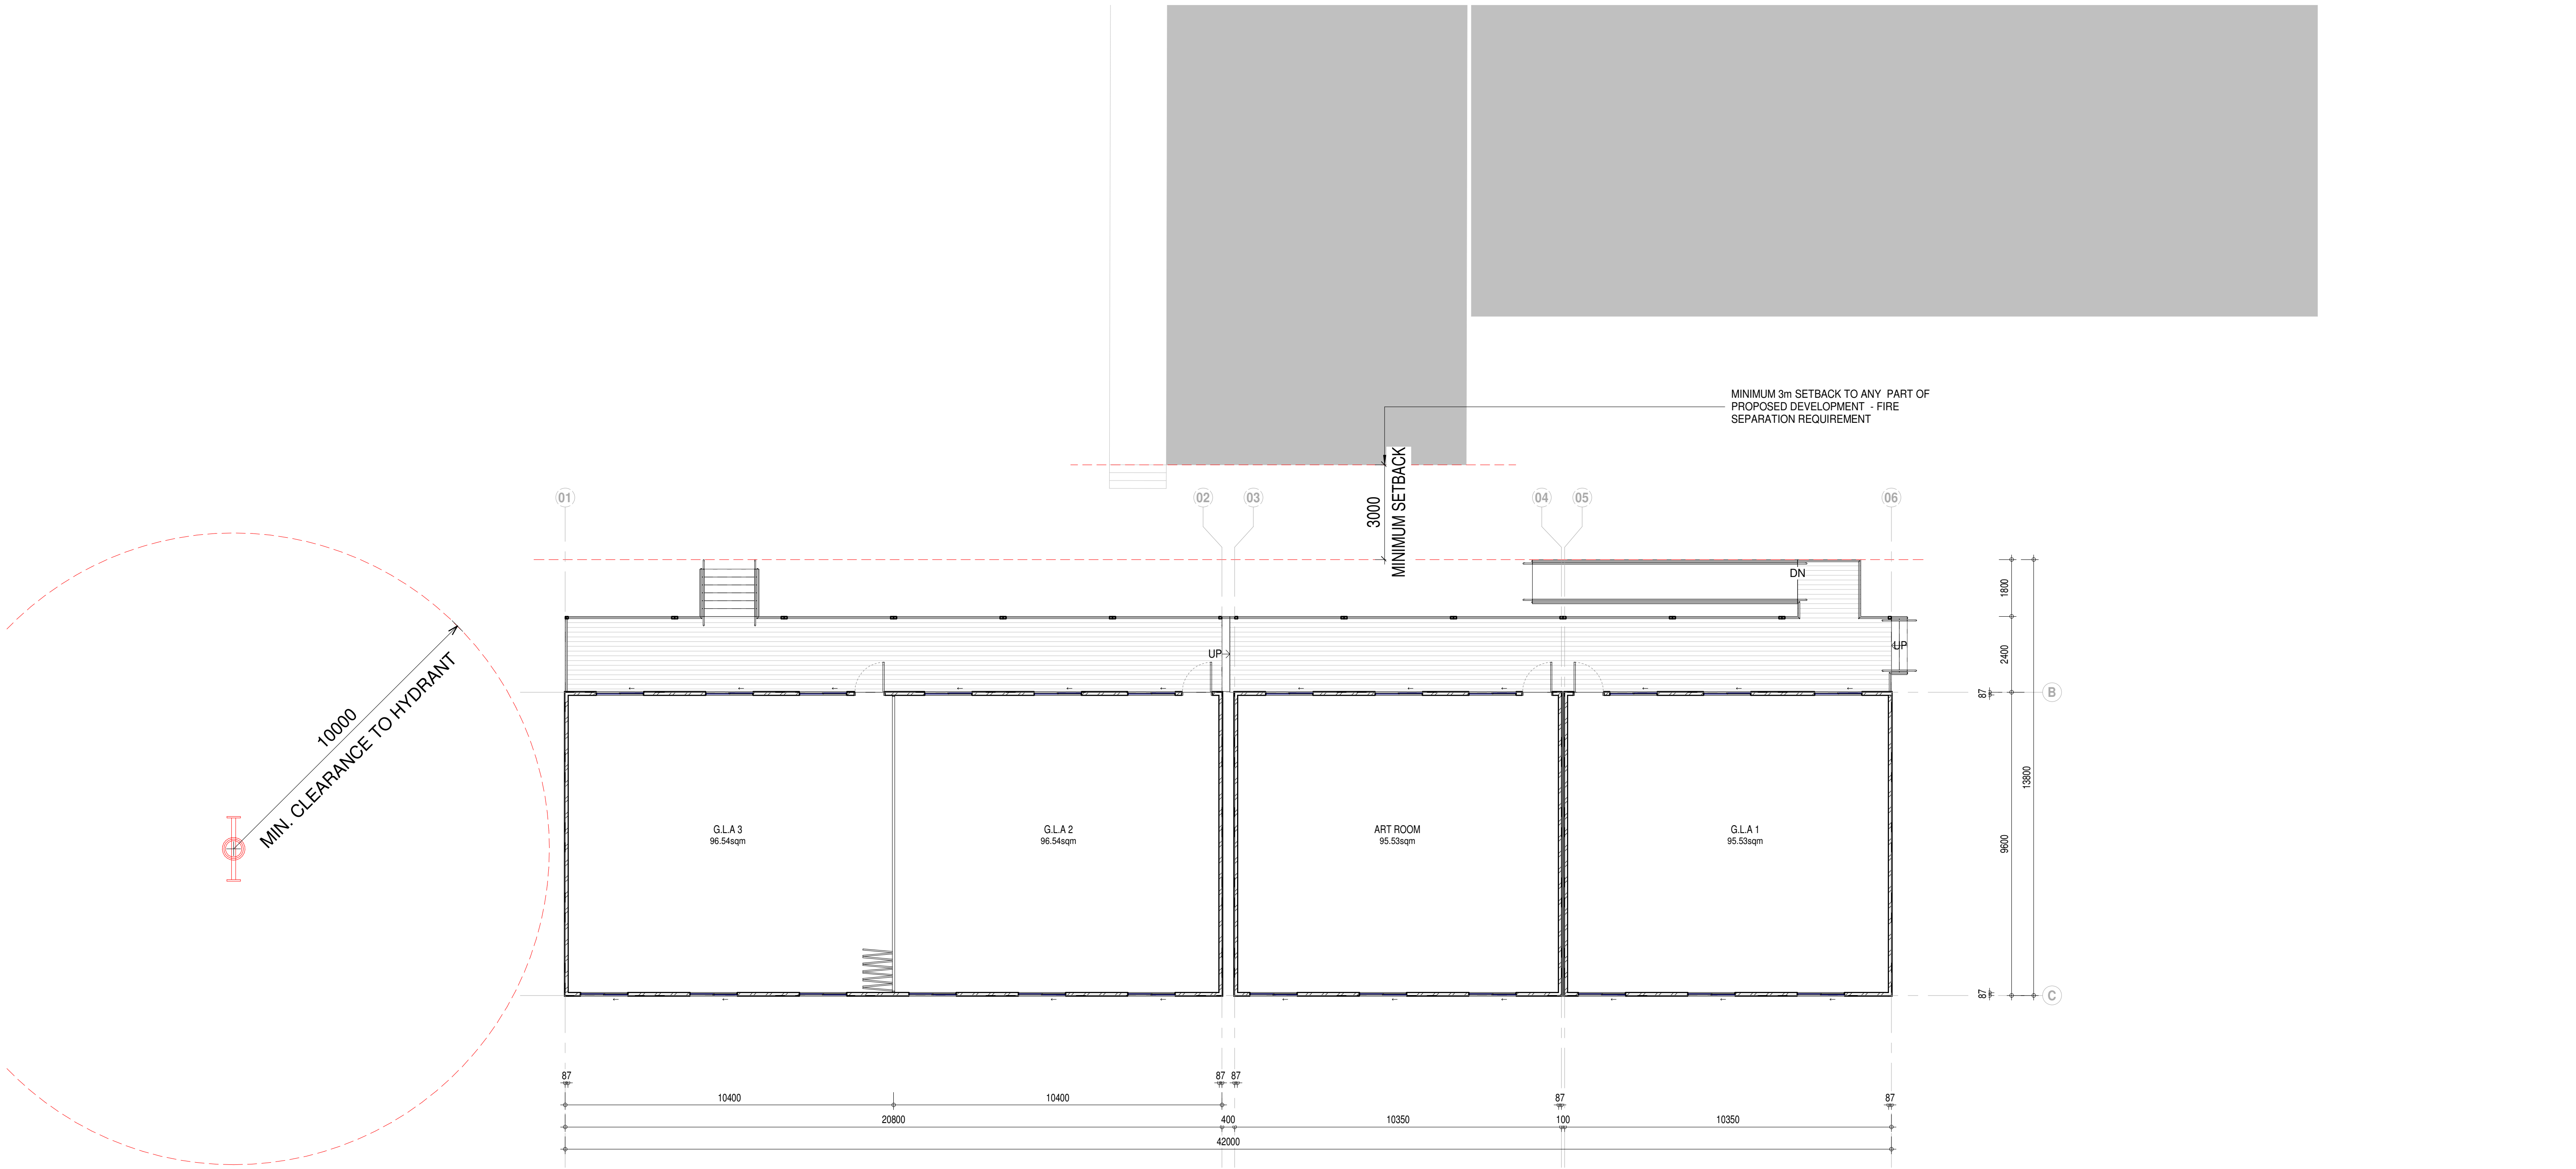 MINIMUM 3m SETBACK TO ANY PART OF
PROPOSED DEVELOPMENT - FIRE
SEPARATION REQUIREMENT
3000
MINIMUM SETBACK
01
02
03
04
05
06
DN
1800
UP
UP
2400
87
B
10000
MIN. CLEARANCE TO HYDRANT
13800
9600
G.L.A 3
96.54sqm
G.L.A 2
96.54sqm
ART ROOM
95.53sqm
G.L.A 1
95.53sqm
87
C
87
87
87
87
87
10400
10400
20800
400
10350
100
10350
42000